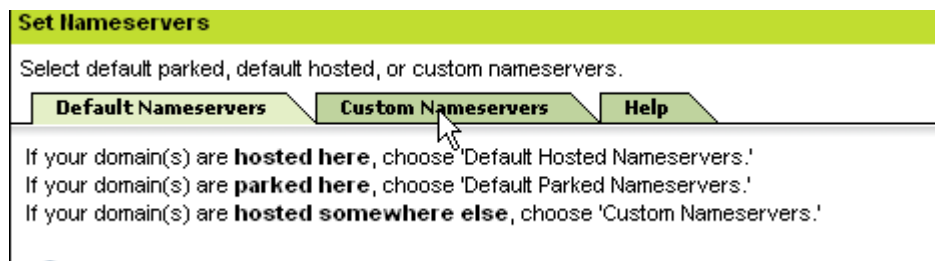 Set Nameservers
Select default parked, default hosted, or custom nameservers.
Default Nameservers Custom Nameservers Help
If your domain(s) are hosted here, choose 'Default Hosted Nameservers.'
If your domain(s) are parked here, choose 'Default Parked Nameservers.'
If your domain(s) are hosted somewhere else, choose 'Custom Nameservers.'